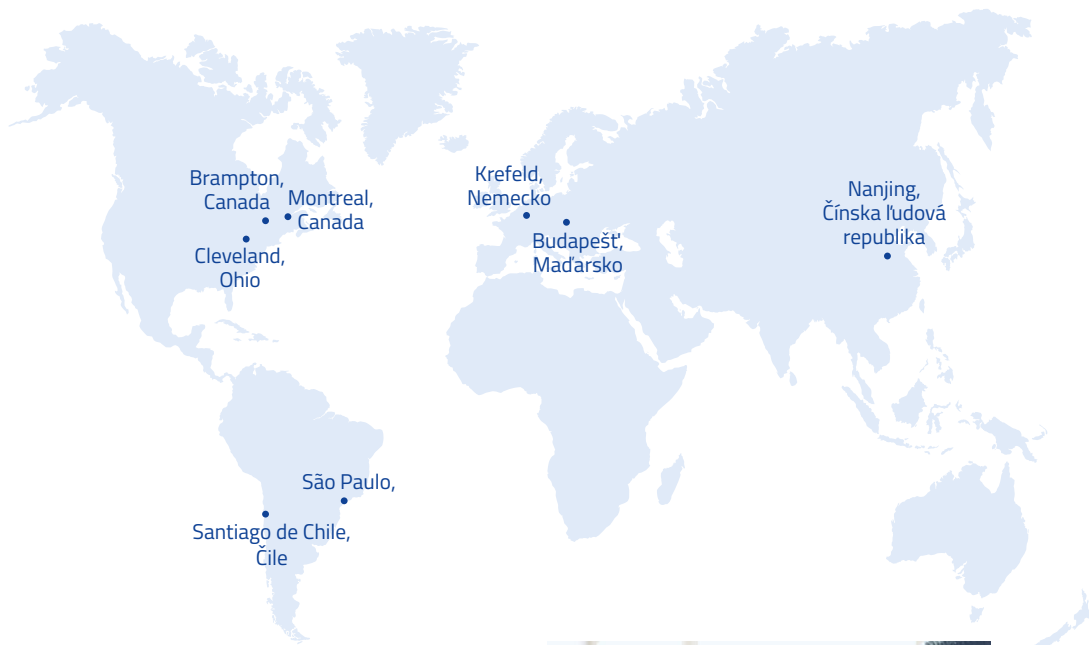 Brampton,
Canada
Montreal,
Canada
Cleveland,
Ohio
Krefeld,
Nemecko
Budapešť,
Maďarsko
Nanjing,
Čínska ľudová
republika
São Paulo,
Santiago de Chile,
Čile